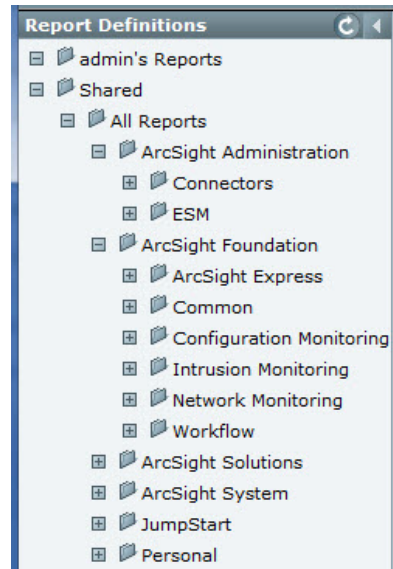 Report Definitions
admin's Reports
Shared
All Reports
ArcSight Administration
Connectors
ESM
ArcSight Foundation
ArcSight Express
Common
Configuration Monitoring
Intrusion Monitoring
Network Monitoring
Workflow
ArcSight Solutions
ArcSight System
JumpStart
Personal